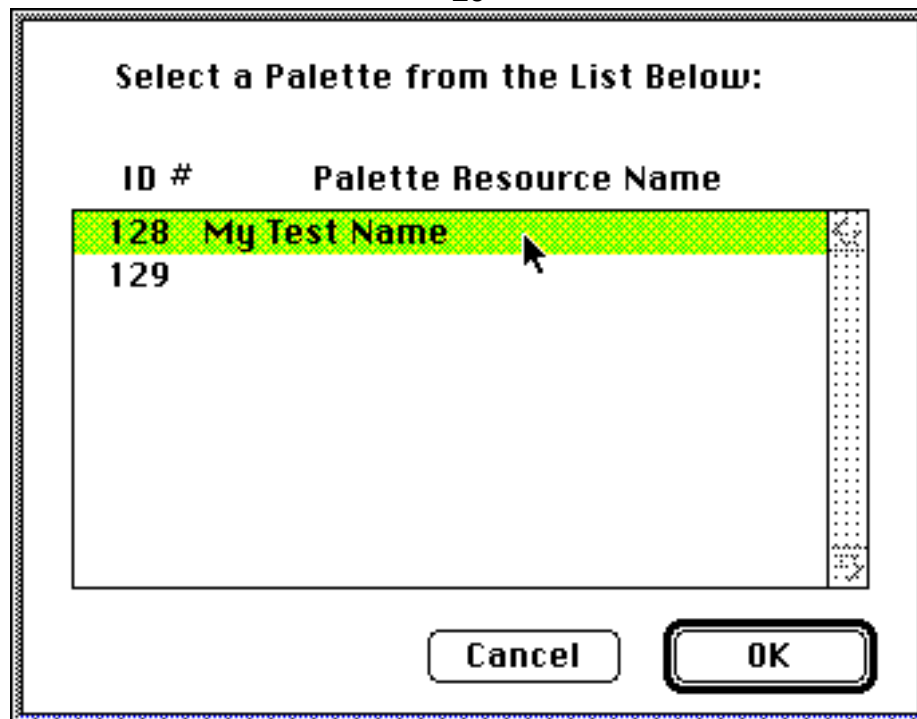 Select a Palette from the List Below:
ID # Palette Resource Name
128 My Test Name
129
Cancel OK